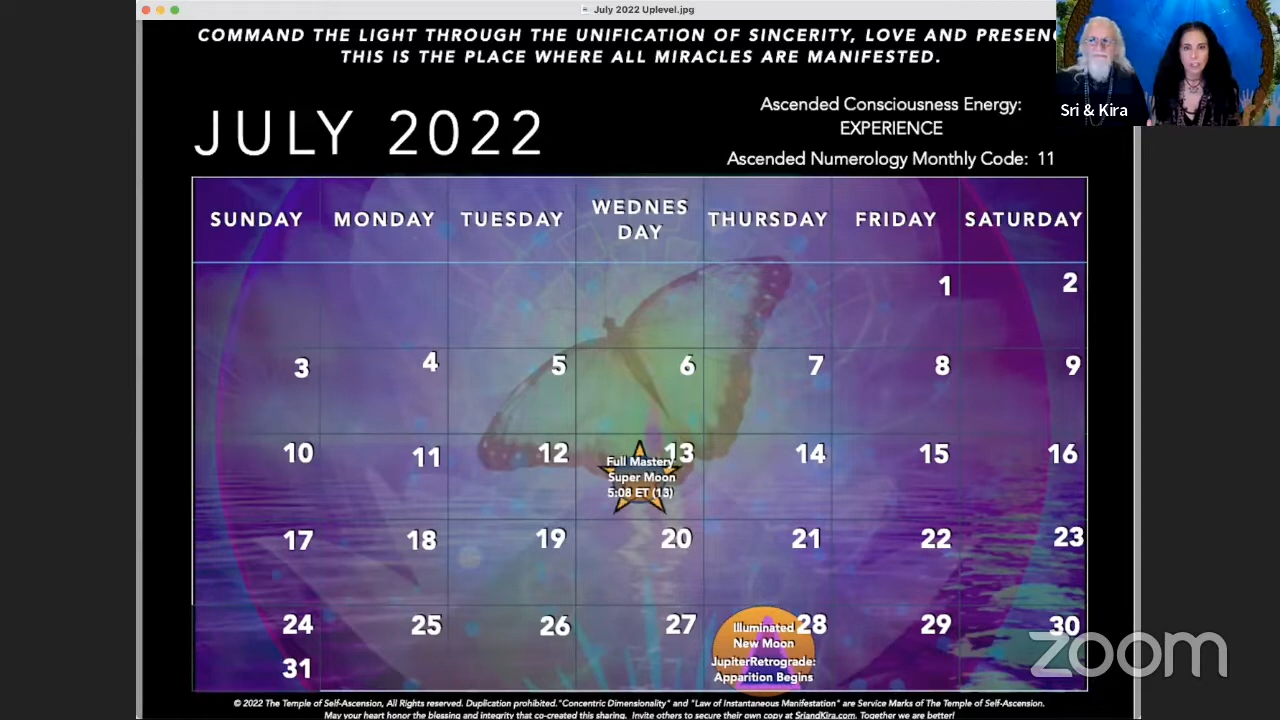 July 2022 Uplevel.jpg
COMMAND THE LIGHT THROUGH THE UNIFICATION OF SINCERITY, LOVE AND PRESENC
THIS IS THE PLACE WHERE ALL MIRACLES ARE MANIFESTED.
Sri & Kira
JULY 2022
Ascended Consciousness Energy:
EXPERIENCE
Ascended Numerology Monthly Code: 11
SUNDAY MONDAY TUESDAY WEDNES THURSDAY FRIDAY SATURDAY
DAY
1 2
3 4 5 6 7 8 9
10 11 12 13 14 15 16
Full Mastery
Super Moon
5:08 ET (13)
17 18 19 20 21 22 23
24 25 26 27 28 29 30
Illuminated
New Moon
JupiterRetrograde:
Apparition Begins
31
zoom
© 2022 The Temple of Self-Ascension, All Rights reserved. Duplication prohibited."Concentric Dimensionality" and "Law of Instantaneous Manifestation" are Service Marks of The Temple of Self-Ascension.
May your heart honor the blessing and integrity that co-created this sharing. Invite others to secure their own copy at SriandKira.com. Together we are better!